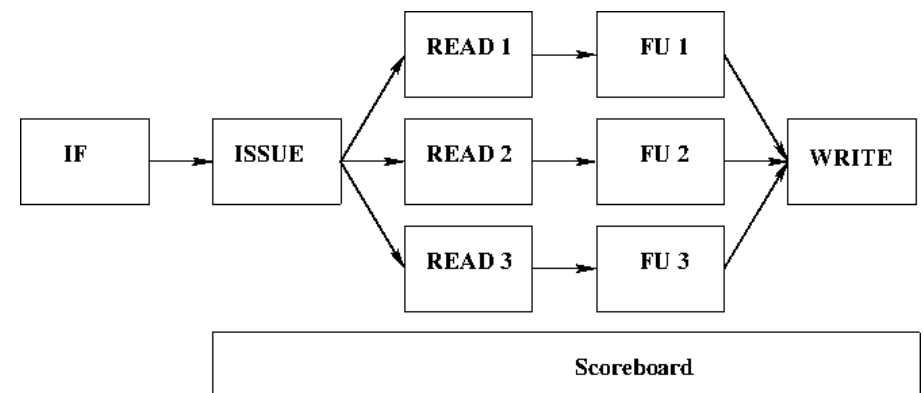 READ 1
FU 1
IF
ISSUE
READ 2
FU 2
WRITE
READ 3
FU 3
Scoreboard